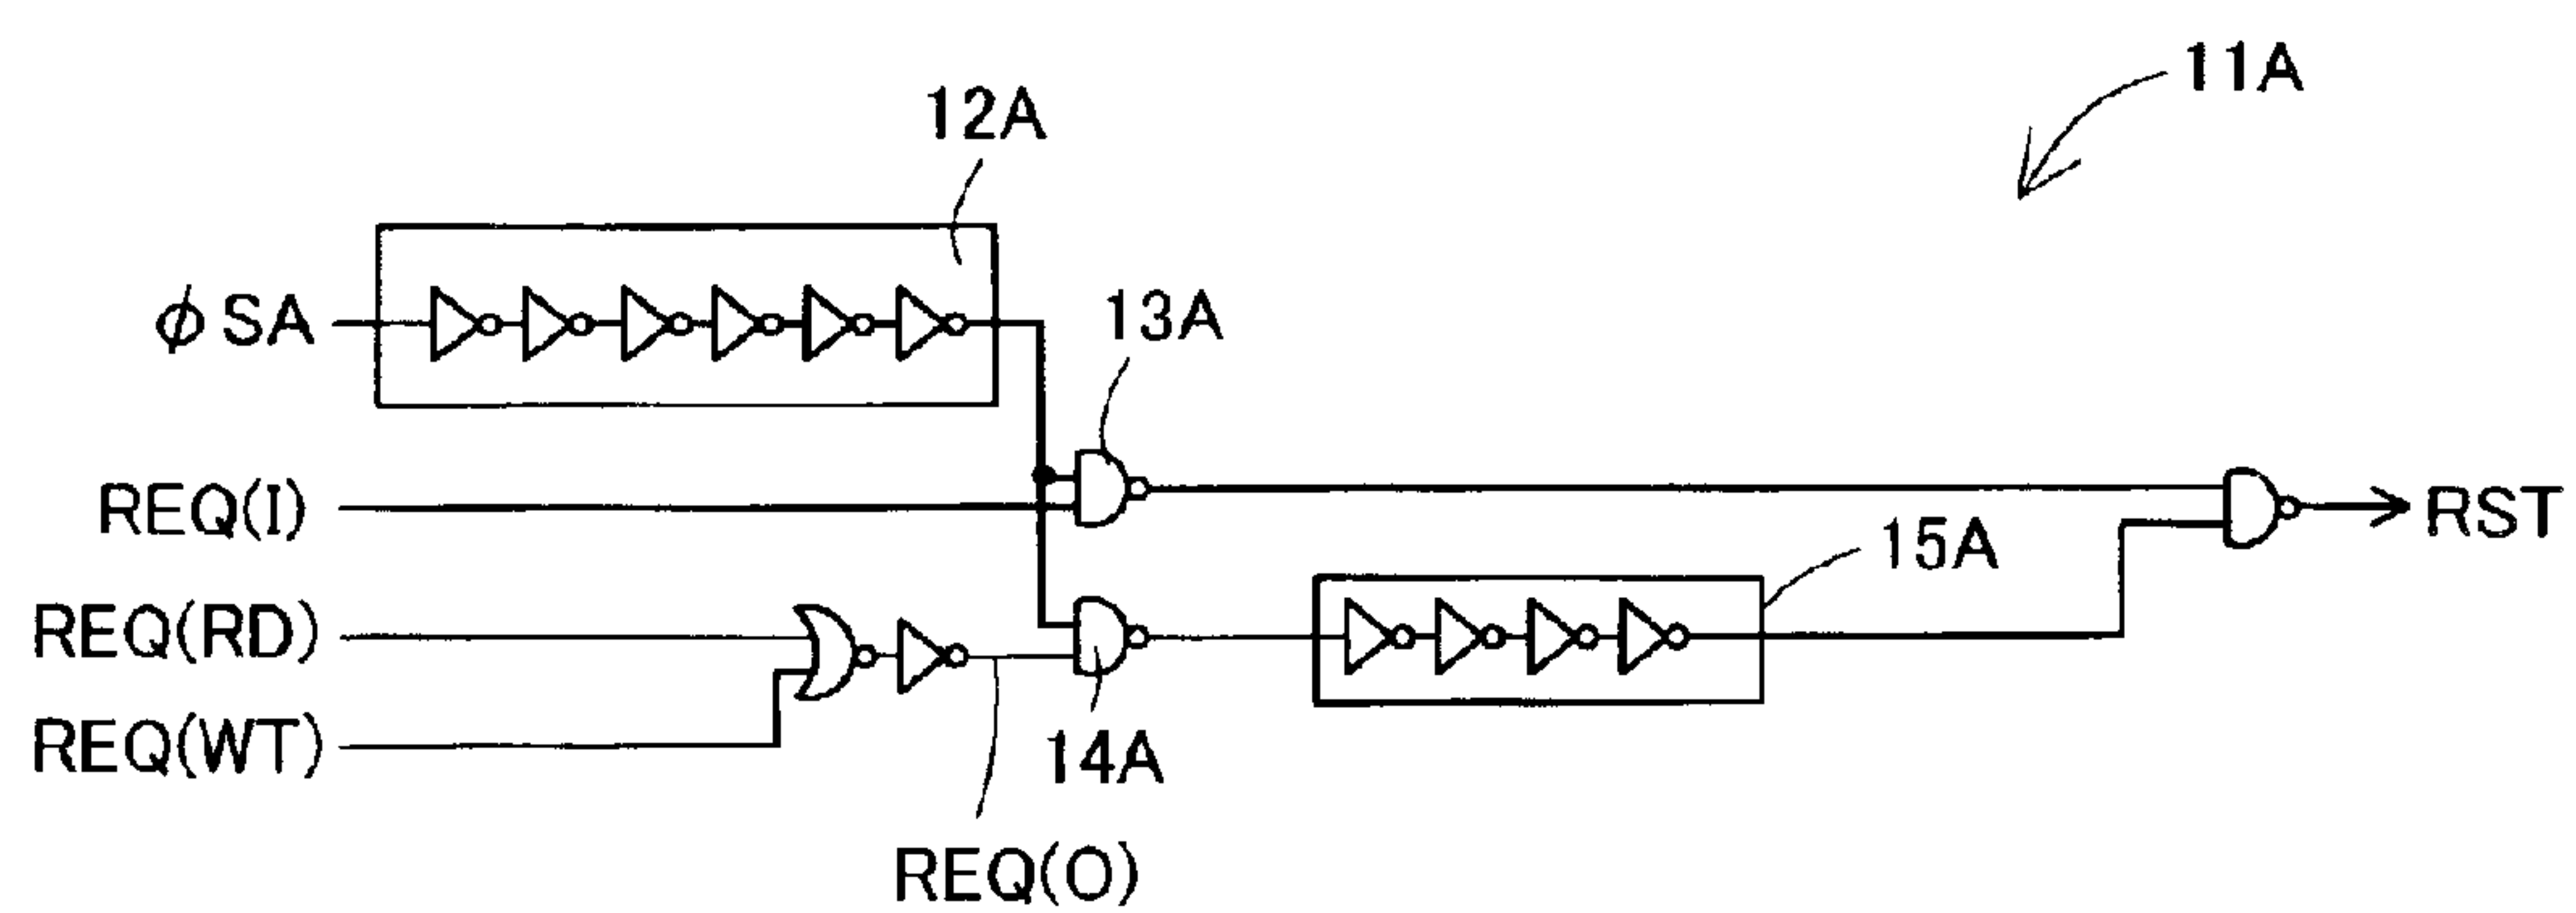 11A
12A
φSA
13A
REQ(I)
RST
15A
REQ(RD)
REQ(WT)
14A
REQ(O)